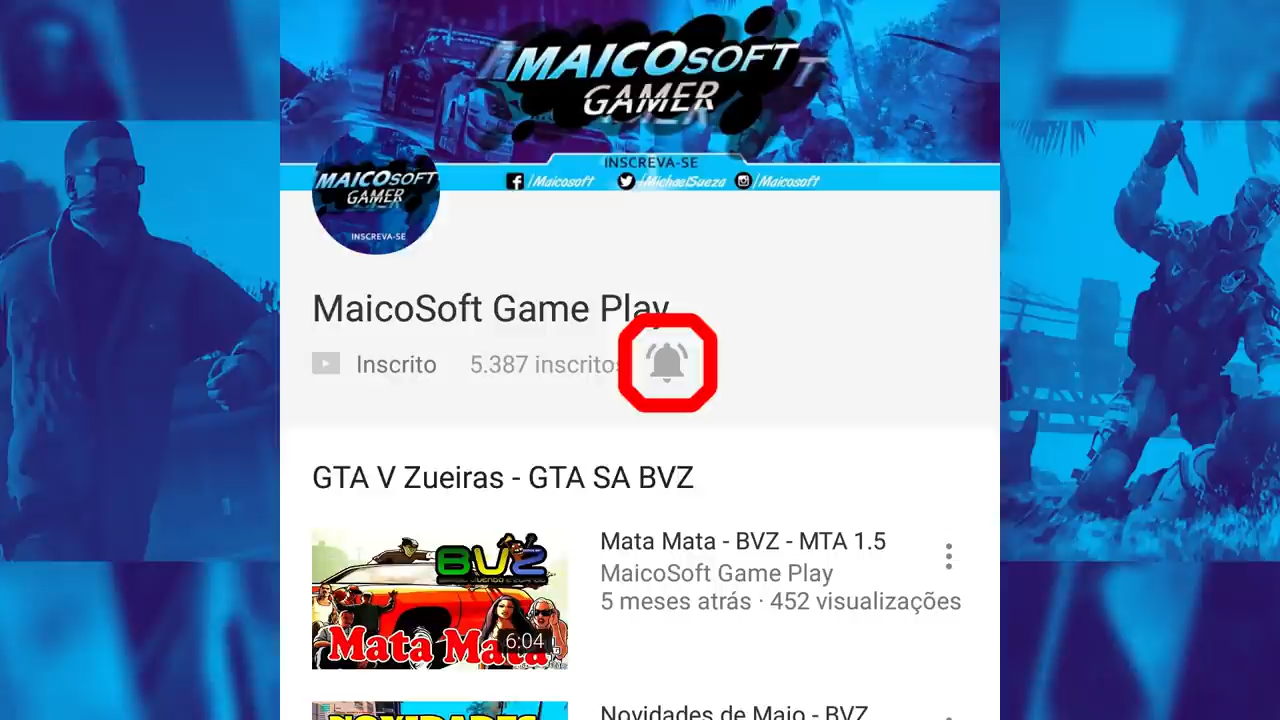 MAICOSOFT
GAMER
INSCREVA-SE
/Maicosoft /MichaelSueza /Maicosoft
MAICOSOFT
GAMER
INSCREVA-SE
MaicoSoft Game Play
Inscrito 5.387 inscritos
GTA V Zueiras - GTA SA BVZ
BVZ
Mata Mata
6:04
Mata Mata - BVZ - MTA 1.5
MaicoSoft Game Play
5 meses atrás · 452 visualizações
NOVIDADES
Novidades de Maio - BVZ